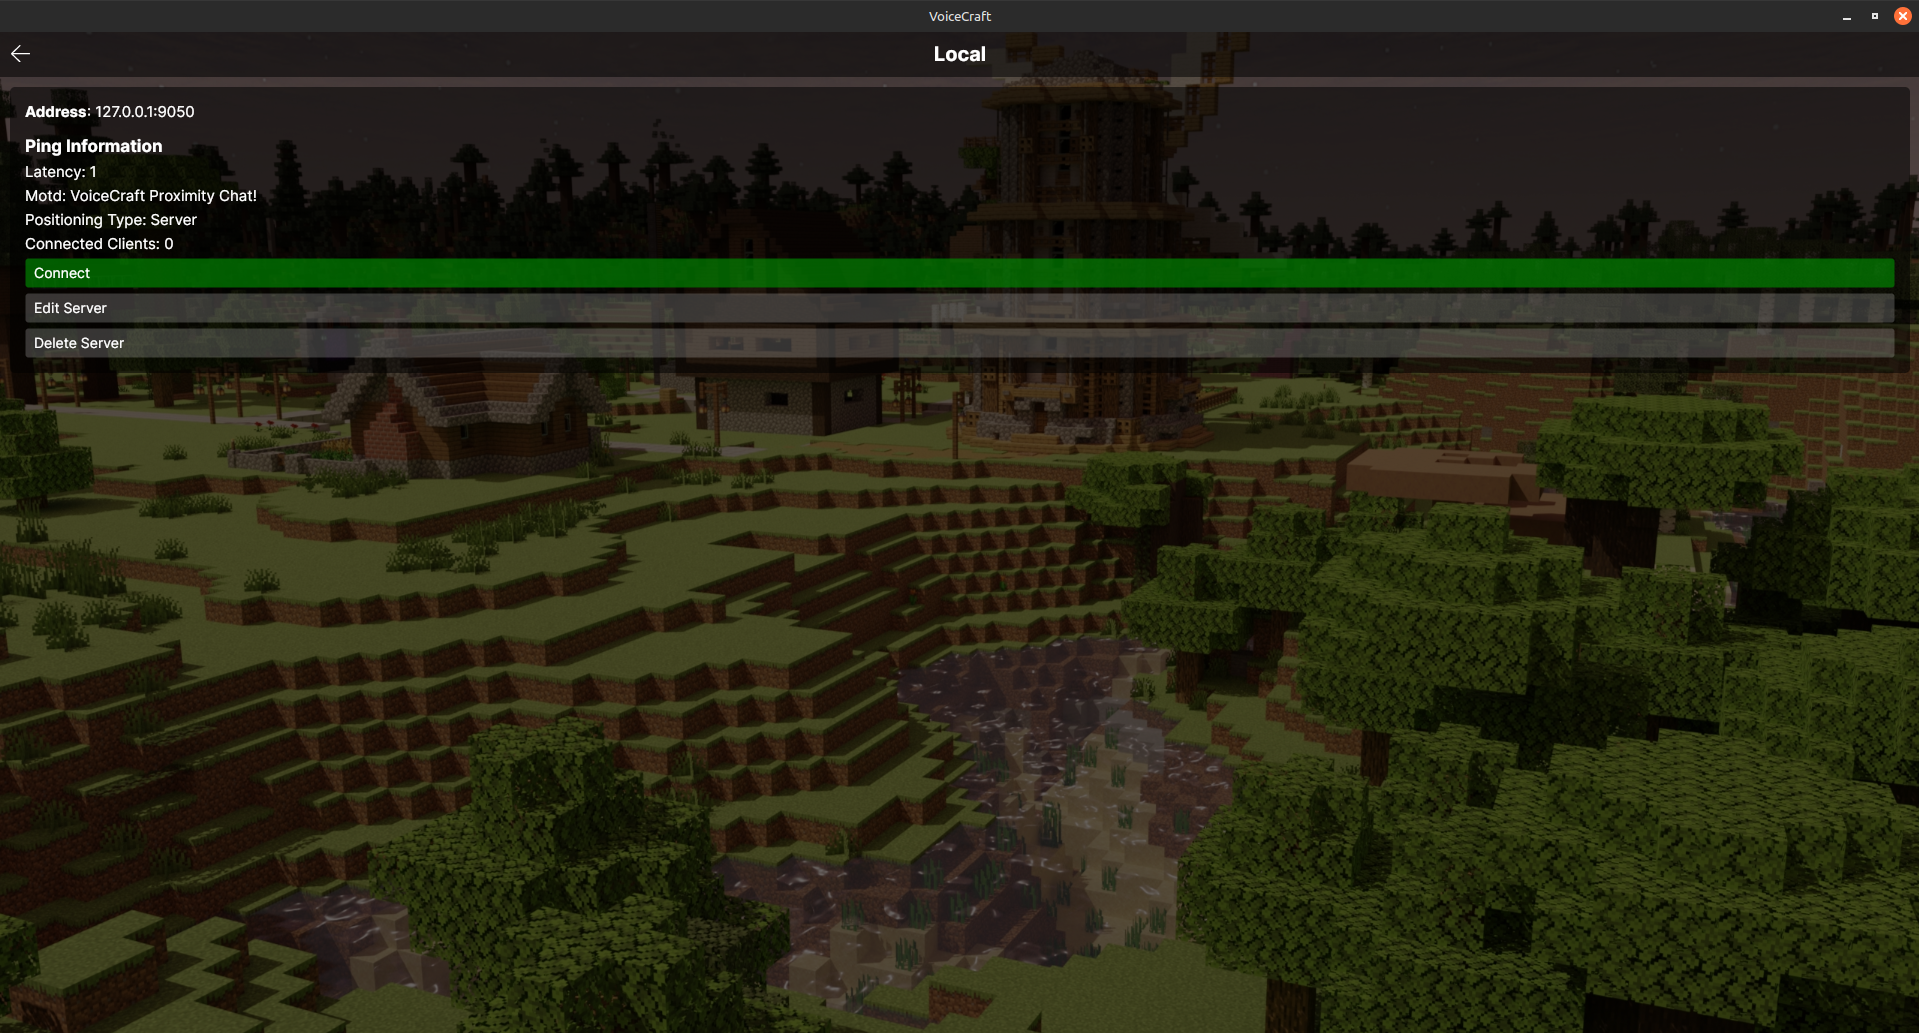 VoiceCraft
Local
Address: 127.0.0.1:9050
Ping Information
Latency: 1
Motd: VoiceCraft Proximity Chat!
Positioning Type: Server
Connected Clients: 0
Connect
Edit Server
Delete Server